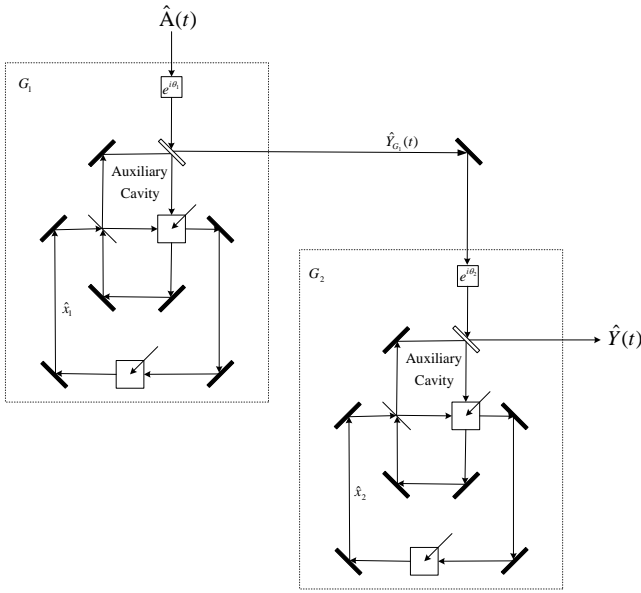 Â(t)
G₁
e^{iθ₁}
Ŷ_{G₁}(t)
Auxiliary
Cavity
x̂₁
G₂
e^{iθ₂}
Ŷ(t)
Auxiliary
Cavity
x̂₂